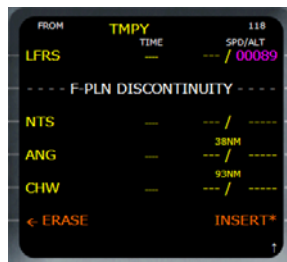 FROM TMPY 118
TIME SPD/ALT
LFRS --- --- / 00089
- - - - F-PLN DISCONTINUITY - - - -
NTS --- --- / -----
38NM
ANG --- --- / -----
93NM
CHW --- --- / -----
← ERASE INSERT*
↑